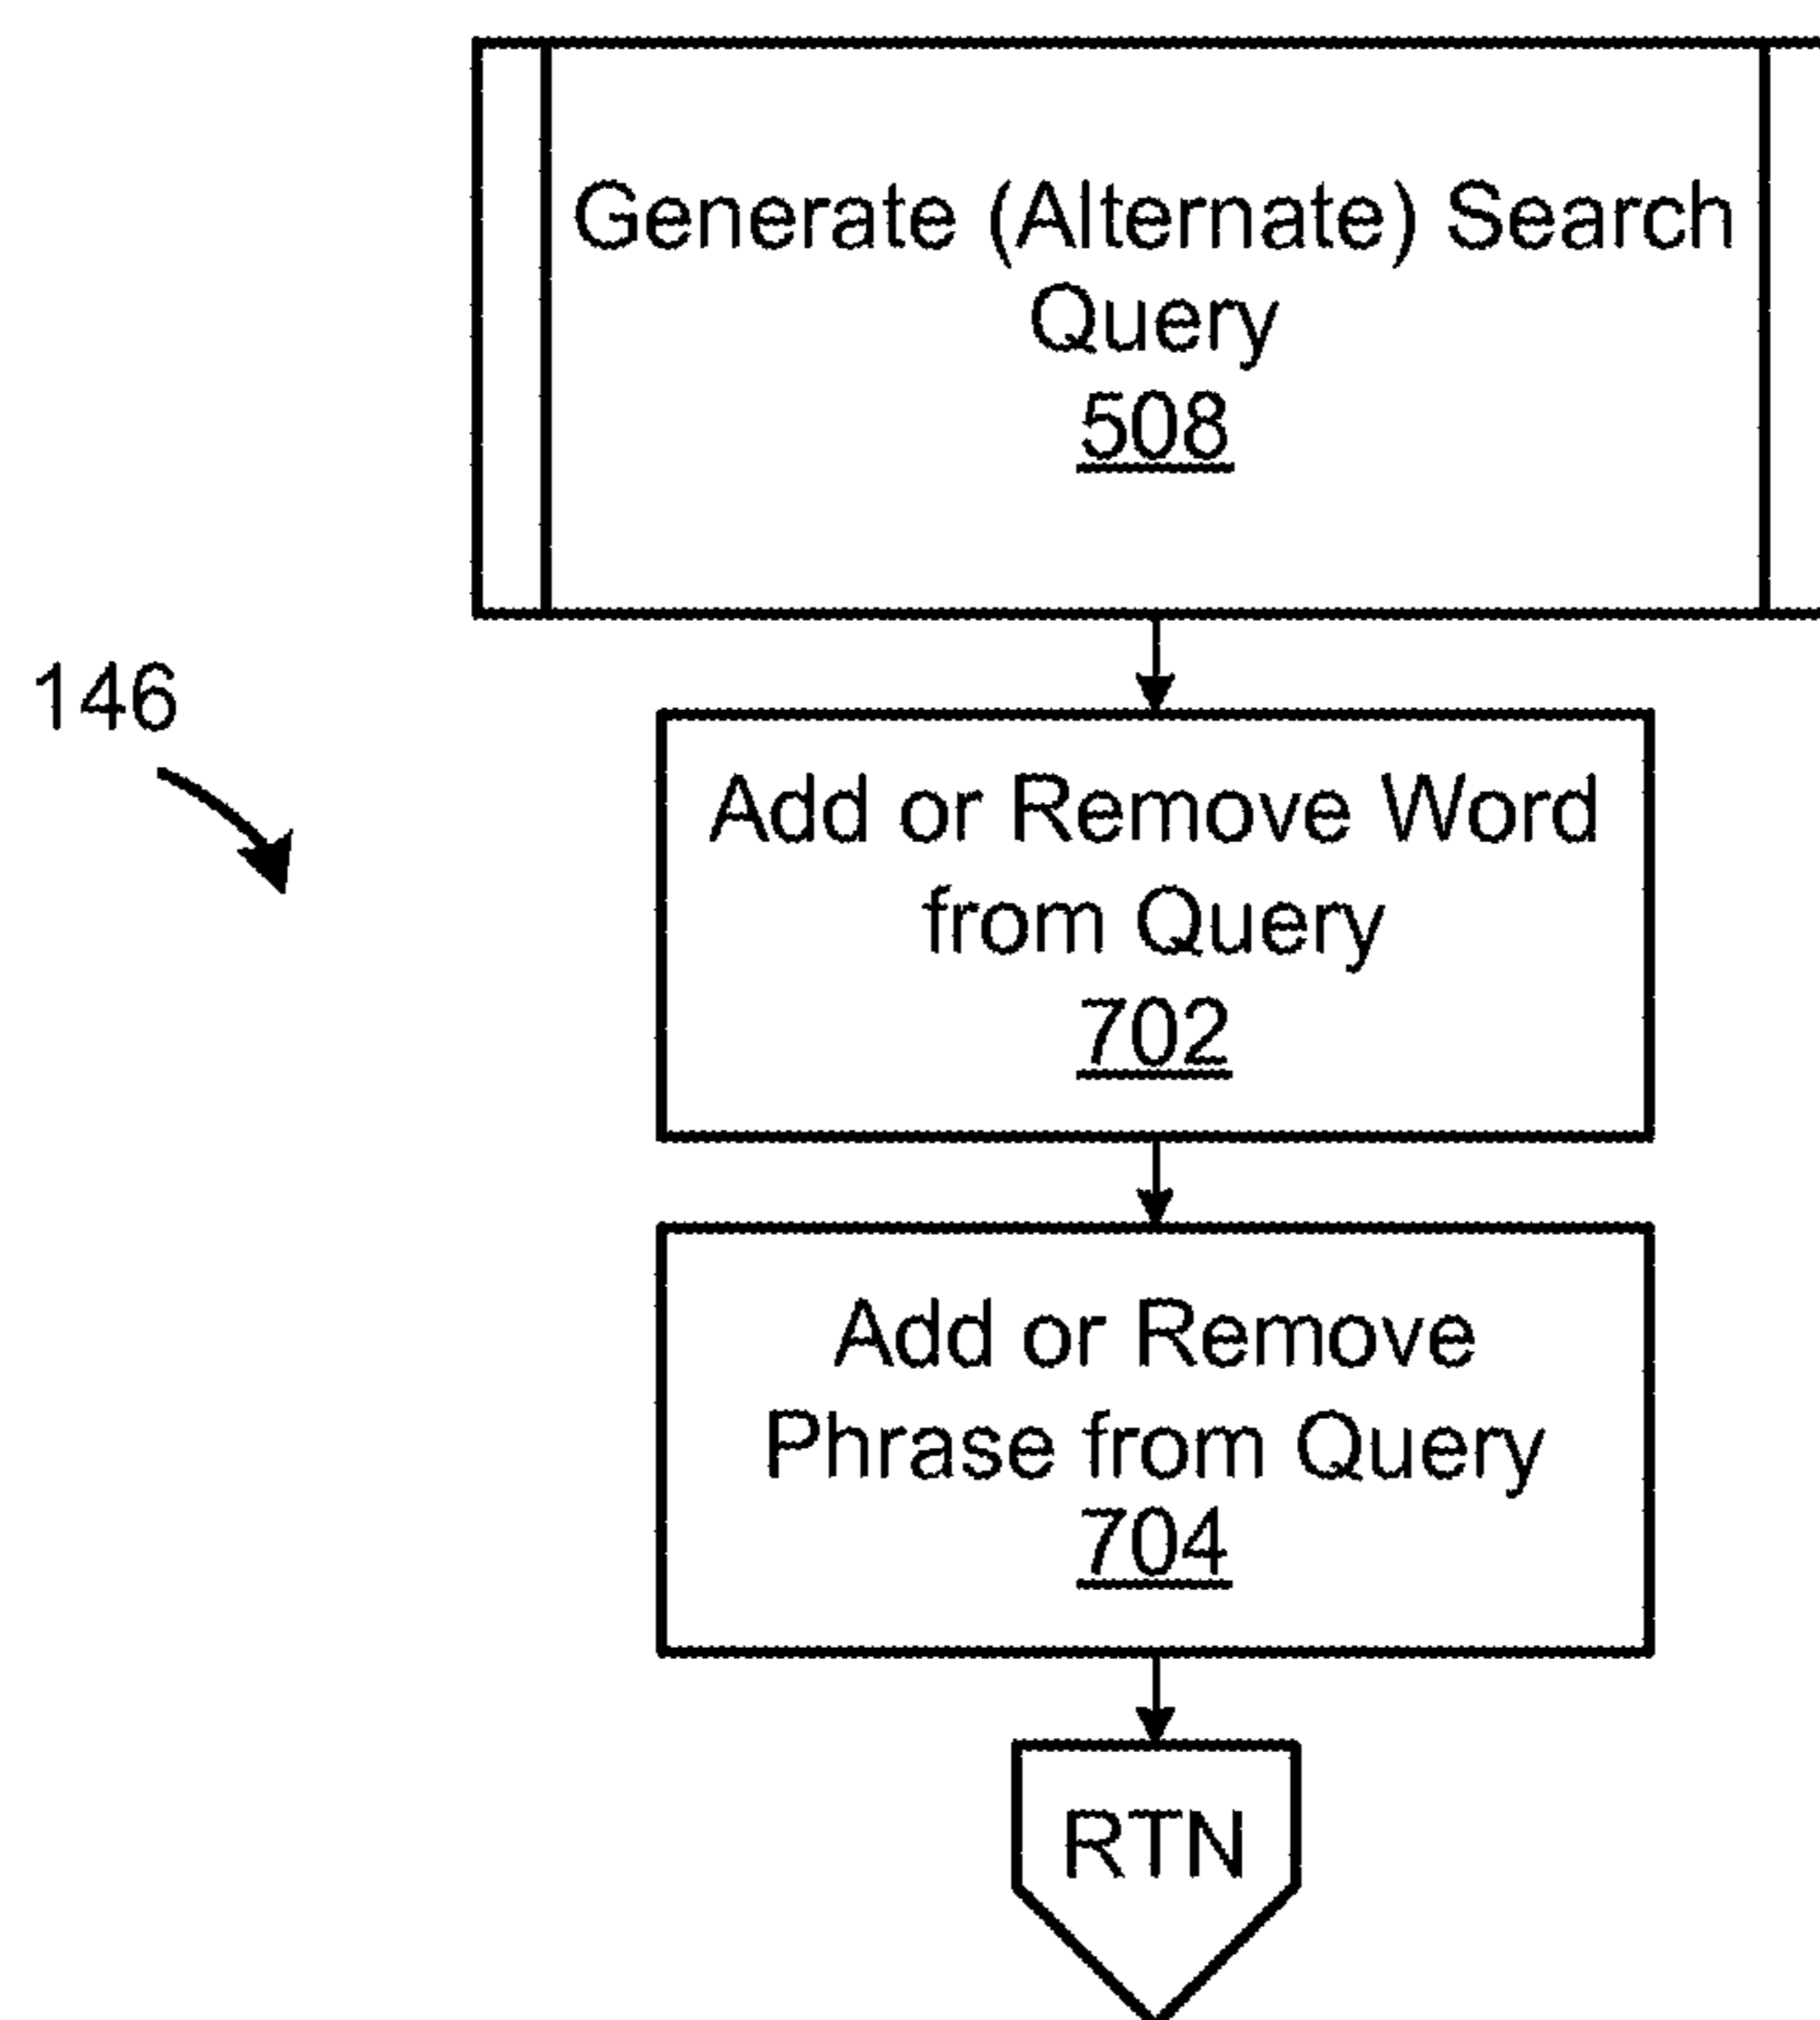 Generate (Alternate) Search
Query
508
146
Add or Remove Word
from Query
702
Add or Remove
Phrase from Query
704
RTN